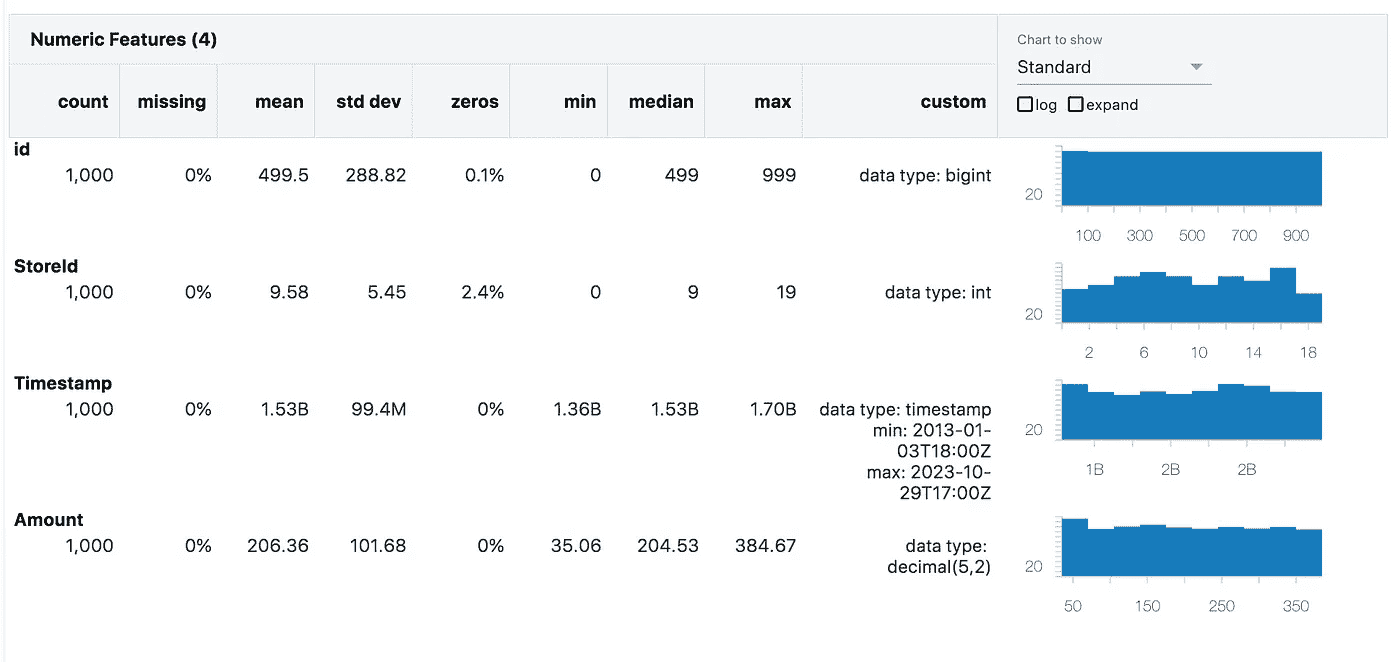 Numeric Features (4)
Chart to show
Standard
log expand
count missing mean std dev zeros min median max custom
id
1,000 0% 499.5 288.82 0.1% 0 499 999 data type: bigint
20
100 300 500 700 900
StoreId
1,000 0% 9.58 5.45 2.4% 0 9 19 data type: int
20
2 6 10 14 18
Timestamp
1,000 0% 1.53B 99.4M 0% 1.36B 1.53B 1.70B data type: timestamp
min: 2013-01-
03T18:00Z
max: 2023-10-
29T17:00Z
20
1B 2B 2B
Amount
1,000 0% 206.36 101.68 0% 35.06 204.53 384.67 data type:
decimal(5,2)
20
50 150 250 350